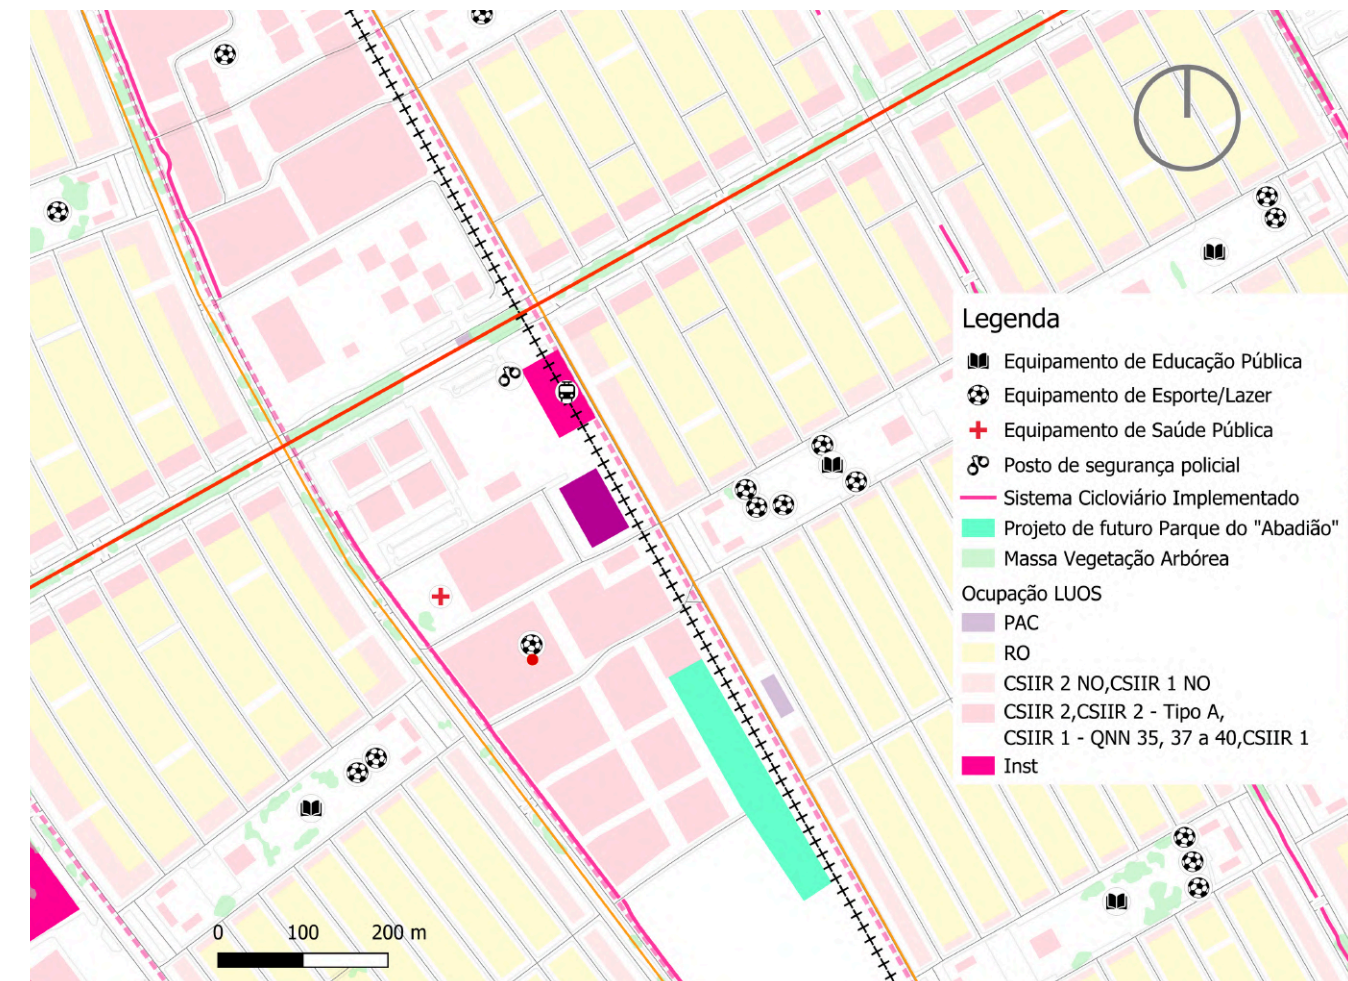 Legenda
Equipamento de Educação Pública
Equipamento de Esporte/Lazer
Equipamento de Saúde Pública
Posto de segurança policial
Sistema Cicloviário Implementado
Projeto de futuro Parque do "Abadião"
Massa Vegetação Arbórea
Ocupação LUOS
PAC
RO
CSIIR 2 NO,CSIIR 1 NO
CSIIR 2,CSIIR 2 - Tipo A,
CSIIR 1 - QNN 35, 37 a 40,CSIIR 1
Inst
0 100 200 m